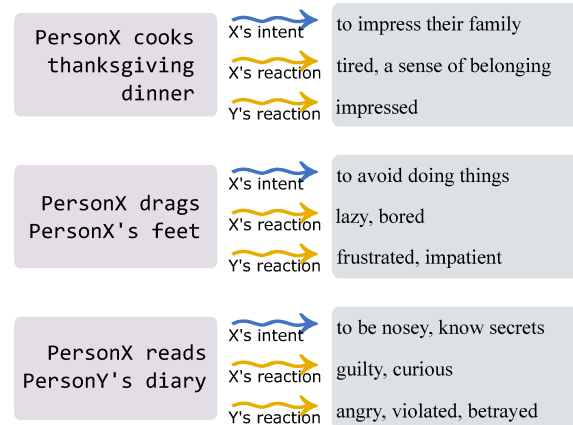 PersonX cooks
thanksgiving
dinner
X's intent
to impress their family
X's reaction
tired, a sense of belonging
Y's reaction
impressed
PersonX drags
PersonX's feet
X's intent
to avoid doing things
X's reaction
lazy, bored
Y's reaction
frustrated, impatient
PersonX reads
PersonY's diary
X's intent
to be nosey, know secrets
X's reaction
guilty, curious
Y's reaction
angry, violated, betrayed